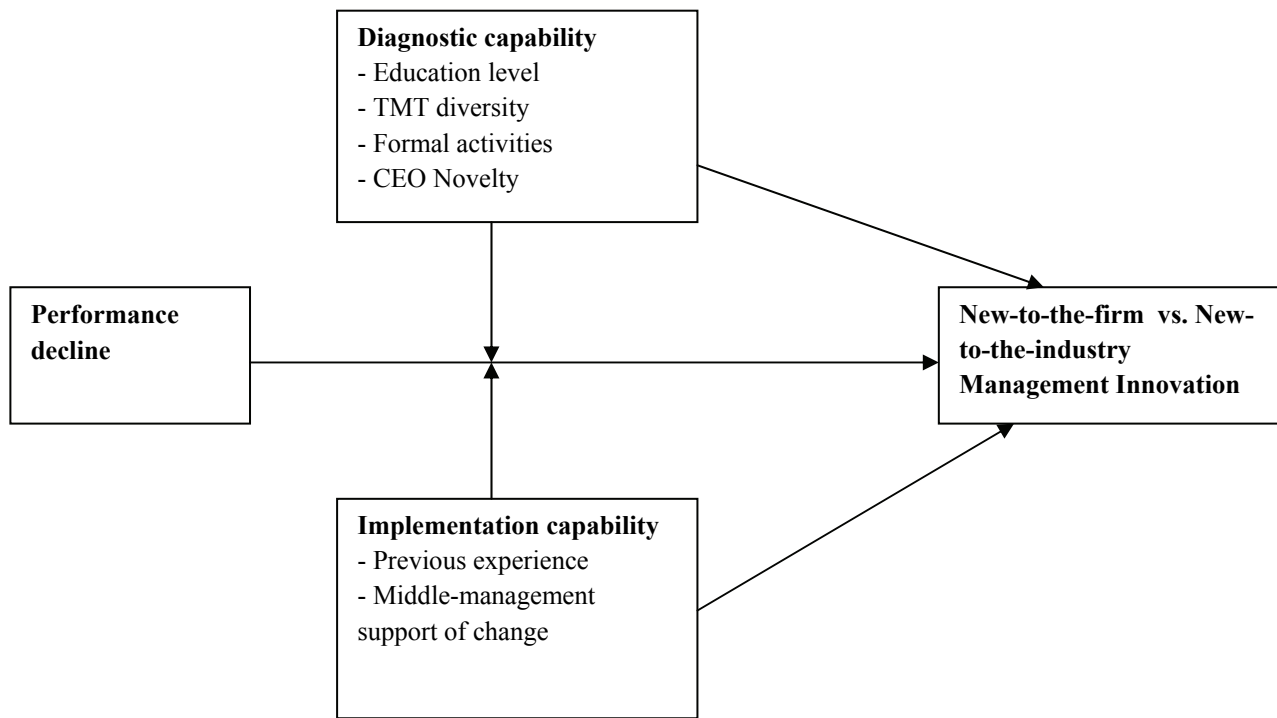 Diagnostic capability
- Education level
- TMT diversity
- Formal activities
- CEO Novelty
Performance
decline
New-to-the-firm vs. New-
to-the-industry
Management Innovation
Implementation capability
- Previous experience
- Middle-management
support of change